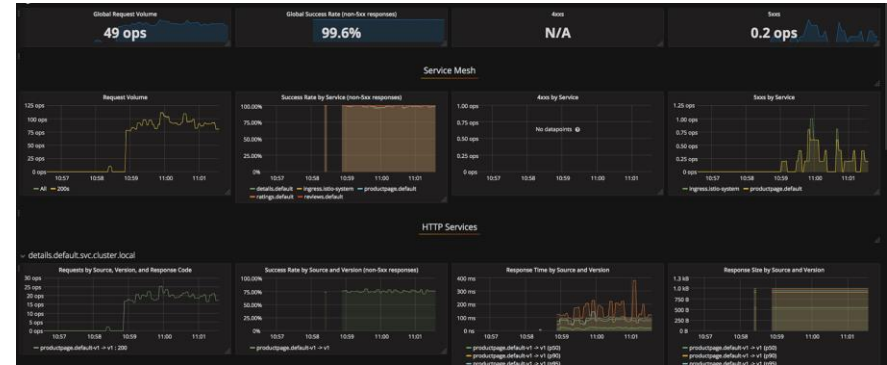 Global Request Volume
49 ops
Global Success Rate (non-5xx responses)
99.6%
4xxs
N/A
5xxs
0.2 ops
Service Mesh
Request Volume
125 ops
100 ops
75 ops
50 ops
25 ops
0 ops
10:57 10:58 10:59 11:00 11:01
All 200s
Success Rate by Service (non-5xx responses)
100.00%
75.00%
50.00%
25.00%
0%
10:57 10:58 10:59 11:00 11:01
details.default ingress.istio-system productpage.default
ratings.default reviews.default
4xxs by Service
1.00 ops
0.75 ops
0.50 ops
0.25 ops
0 ops
No datapoints
10:57 10:58 10:59 11:00 11:01
5xxs by Service
1.25 ops
1.00 ops
0.75 ops
0.50 ops
0.25 ops
0 ops
10:57 10:58 10:59 11:00 11:01
ingress.istio-system productpage.default
HTTP Services
details.default.svc.cluster.local
Requests by Source, Version, and Response Code
30 ops
25 ops
20 ops
15 ops
10 ops
5 ops
0 ops
10:57 10:58 10:59 11:00 11:01
productpage.default-v1 -> v1 : 200
Success Rate by Source and Version (non-5xx responses)
100.00%
75.00%
50.00%
25.00%
0%
10:57 10:58 10:59 11:00 11:01
productpage.default-v1 -> v1
Response Time by Source and Version
400 ms
300 ms
200 ms
100 ms
0 ns
10:57 10:58 10:59 11:00 11:01
productpage.default-v1 -> v1 (p50)
productpage.default-v1 -> v1 (p90)
productpage.default-v1 -> v1 (p95)
Response Size by Source and Version
1.3 kB
1.0 kB
750 B
500 B
250 B
0 B
10:57 10:58 10:59 11:00 11:01
productpage.default-v1 -> v1 (p50)
productpage.default-v1 -> v1 (p90)
productpage.default-v1 -> v1 (p95)